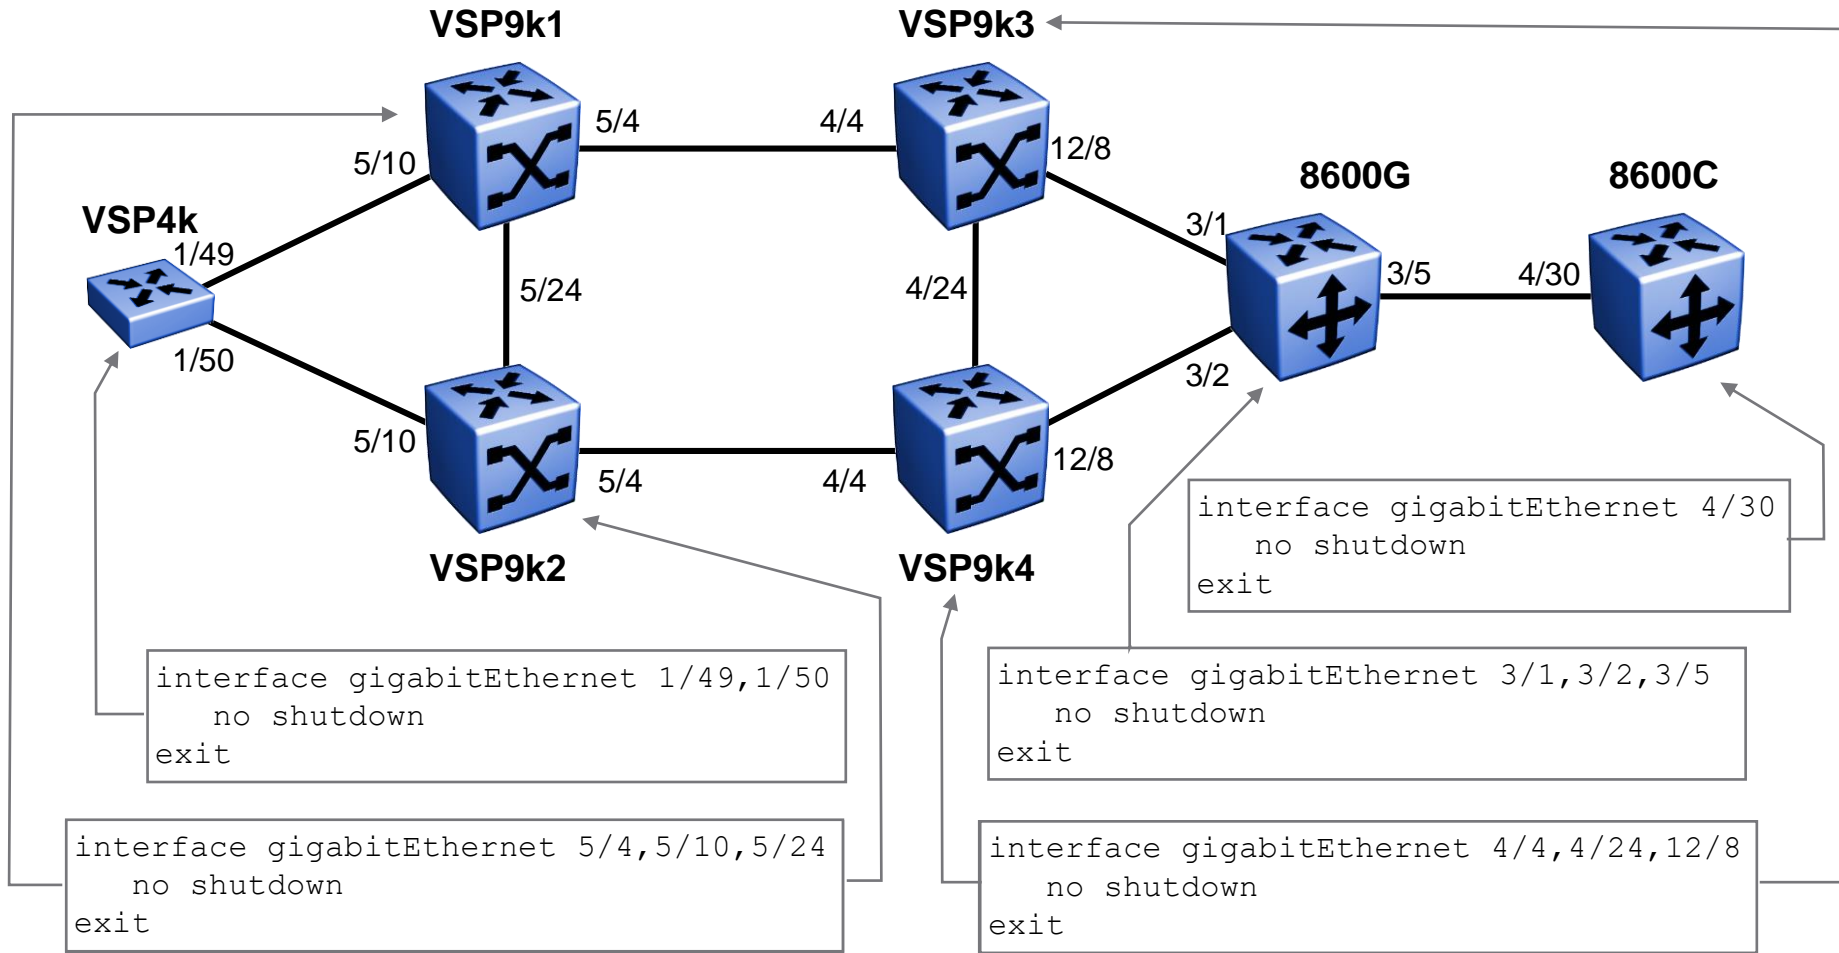 VSP9k1
VSP9k3
5/4
4/4
5/10
12/8
8600G
8600C
VSP4k
1/49
3/1
5/24
4/24
3/5
4/30
1/50
3/2
5/10
5/4
4/4
12/8
VSP9k2
VSP9k4
interface gigabitEthernet 4/30
no shutdown
exit
interface gigabitEthernet 1/49,1/50
no shutdown
exit
interface gigabitEthernet 3/1,3/2,3/5
no shutdown
exit
interface gigabitEthernet 5/4,5/10,5/24
no shutdown
exit
interface gigabitEthernet 4/4,4/24,12/8
no shutdown
exit